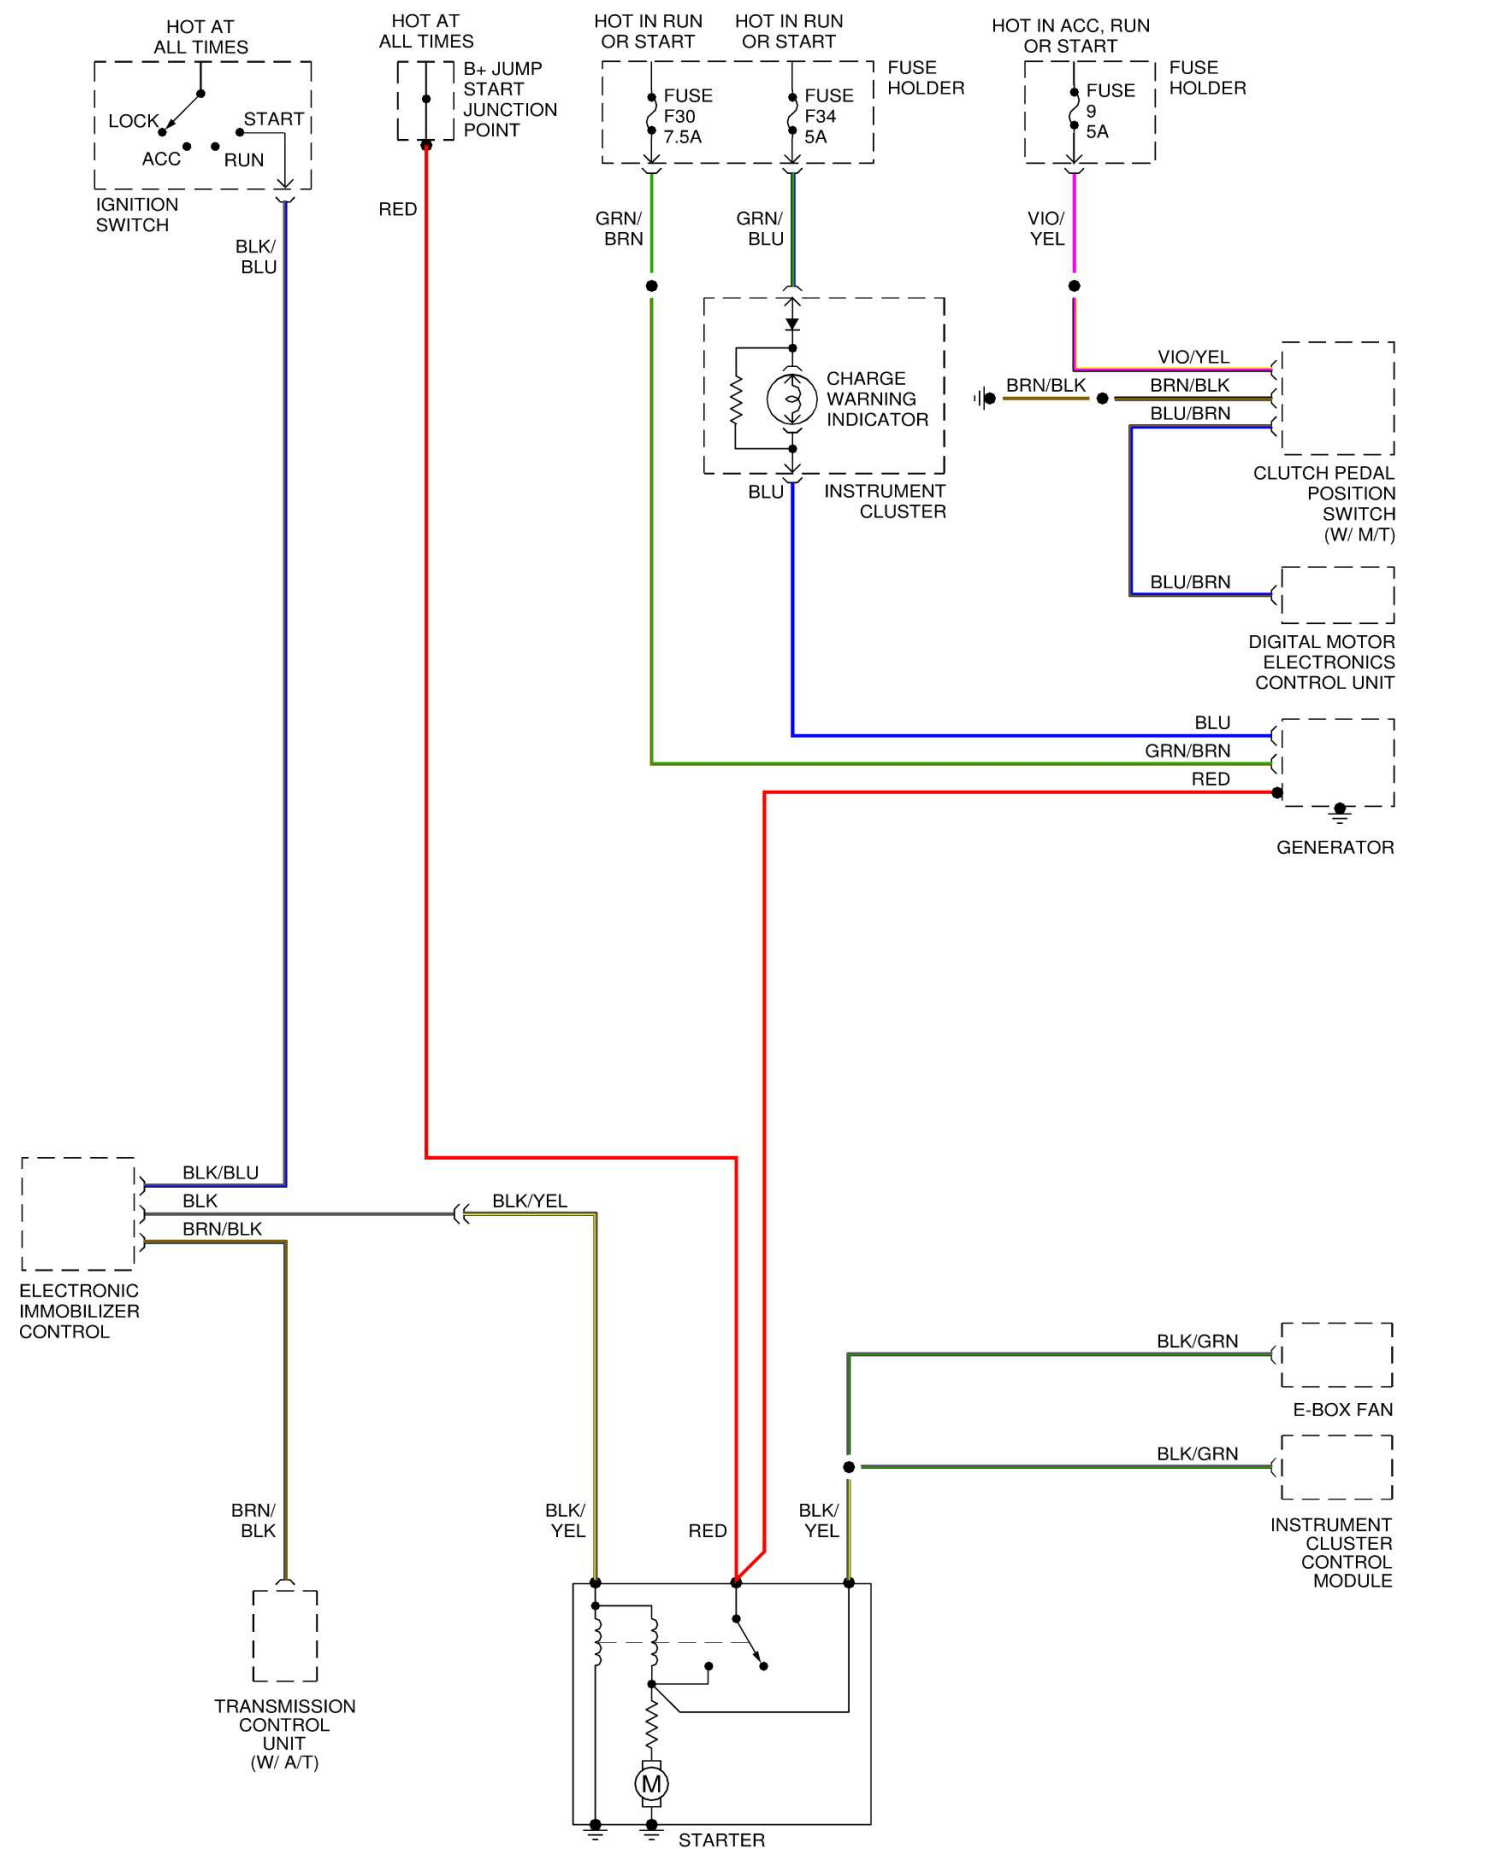 HOT AT
ALL TIMES
LOCK
START
ACC
RUN
IGNITION
SWITCH
BLK/
BLU
HOT AT
ALL TIMES
B+ JUMP
START
JUNCTION
POINT
RED
HOT IN RUN
OR START
HOT IN RUN
OR START
FUSE
F30
7.5A
FUSE
F34
5A
FUSE
HOLDER
GRN/
BRN
GRN/
BLU
HOT IN ACC, RUN
OR START
FUSE
9
5A
FUSE
HOLDER
VIO/
YEL
CHARGE
WARNING
INDICATOR
BLU
INSTRUMENT
CLUSTER
VIO/YEL
BRN/BLK
BRN/BLK
BLU/BRN
CLUTCH PEDAL
POSITION
SWITCH
(W/ M/T)
BLU/BRN
DIGITAL MOTOR
ELECTRONICS
CONTROL UNIT
BLU
GRN/BRN
RED
GENERATOR
BLK/BLU
BLK
BLK/YEL
BRN/BLK
ELECTRONIC
IMMOBILIZER
CONTROL
BLK/GRN
E-BOX FAN
BLK/GRN
INSTRUMENT
CLUSTER
CONTROL
MODULE
BRN/
BLK
BLK/
YEL
RED
BLK/
YEL
TRANSMISSION
CONTROL
UNIT
(W/ A/T)
M
STARTER